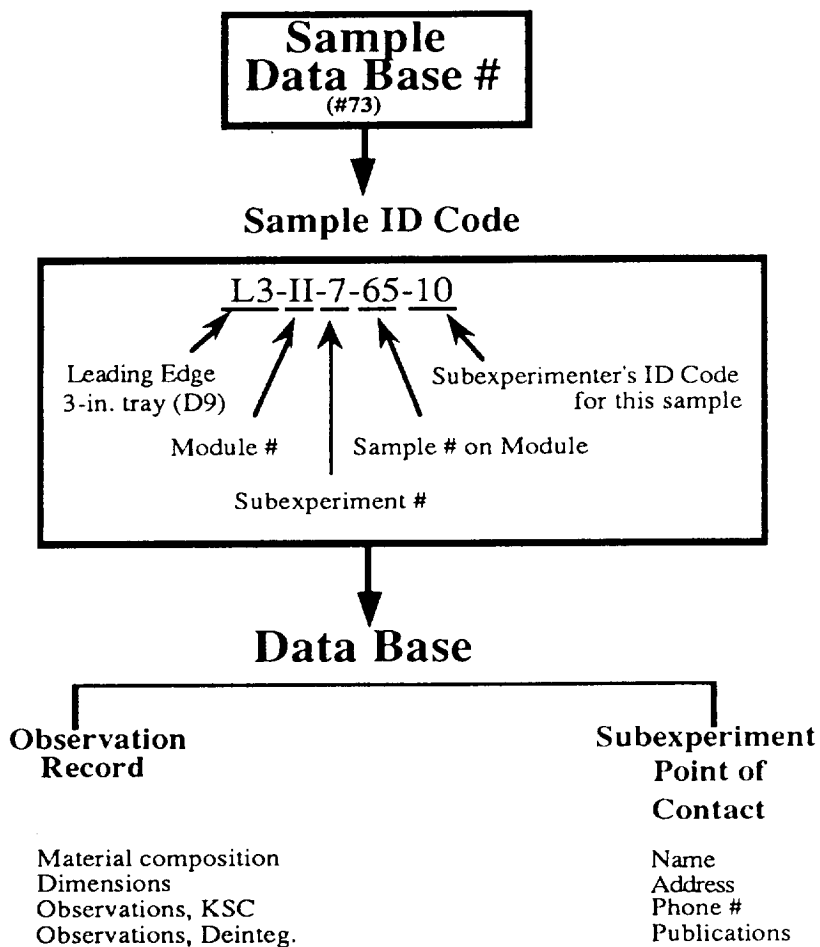 Sample
Data Base #
(#73)
Sample ID Code
L3-II-7-65-10
Leading Edge
3-in. tray (D9)
Subexperimenter's ID Code
for this sample
Module #
Sample # on Module
Subexperiment #
Data Base
Observation
Record
Material composition
Dimensions
Observations, KSC
Observations, Deinteg.
Subexperiment
Point of
Contact
Name
Address
Phone #
Publications